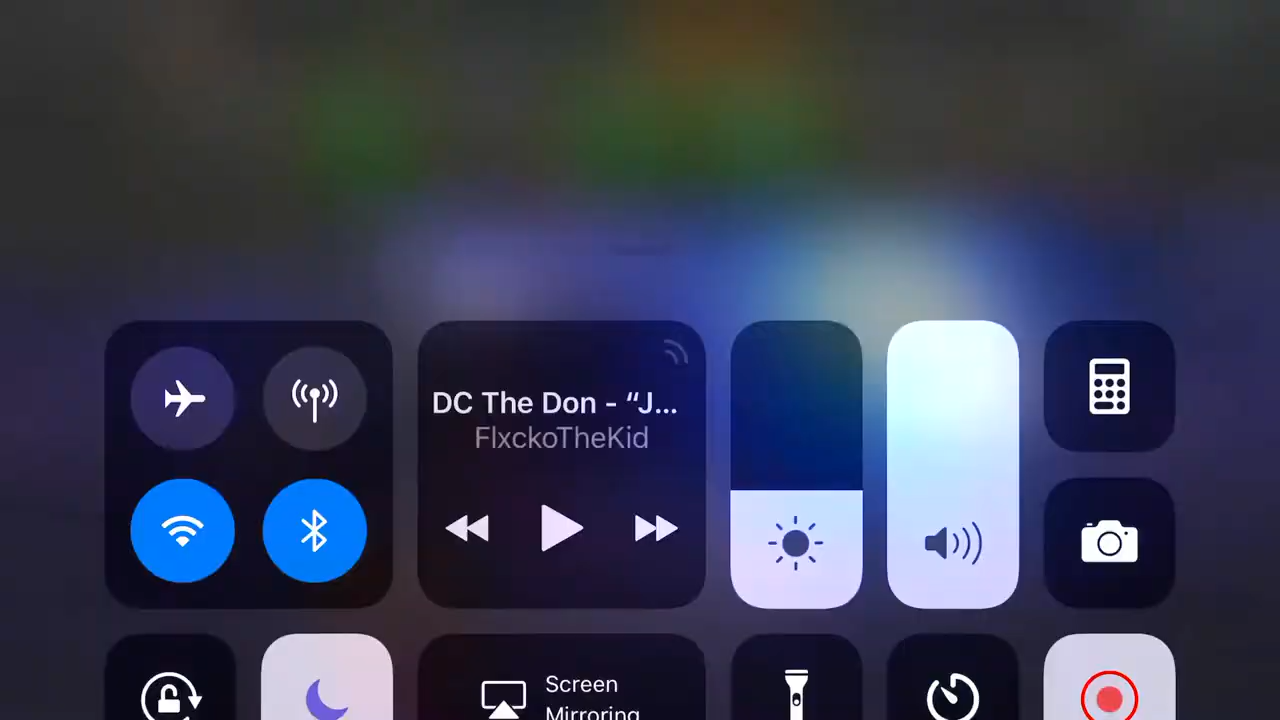 DC The Don - “J...
FlxckoTheKid
Screen
Mirroring